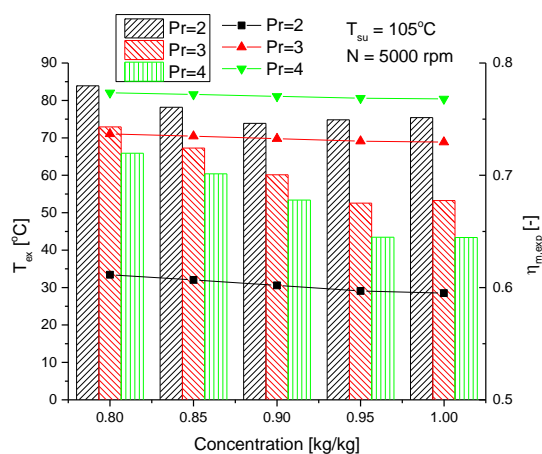 Pr=2 Pr=2 T_su = 105°C
Pr=3 Pr=3 N = 5000 rpm
Pr=4 Pr=4
90 0.8
80
70 0.7
60
50
40
30 0.6
20
10
0 0.5
0.80 0.85 0.90 0.95 1.00
Concentration [kg/kg]
T_ex [°C]
η_m,exp [-]